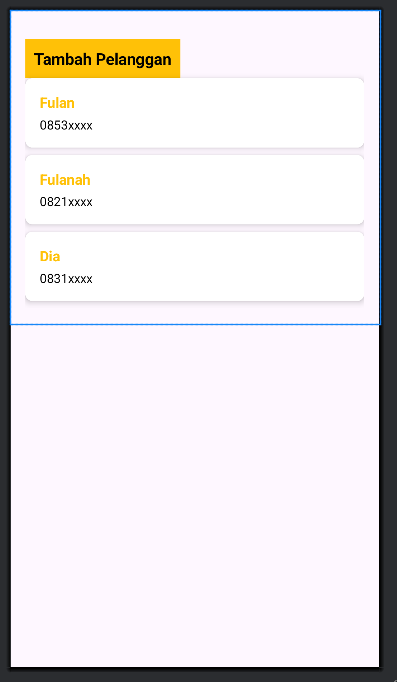 Tambah Pelanggan
Fulan
0853xxxx
Fulanah
0821xxxx
Dia
0831xxxx